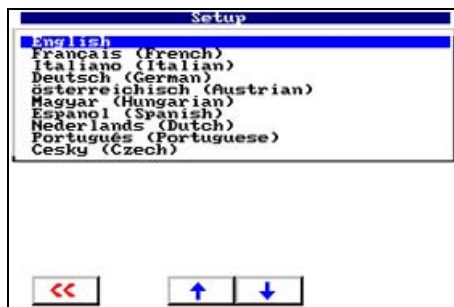 Setup
English
Français (French)
Italiano (Italian)
Deutsch (German)
österreichisch (Austrian)
Magyar (Hungarian)
Espanol (Spanish)
Nederlands (Dutch)
Portugués (Portuguese)
Cesky (Czech)
<<